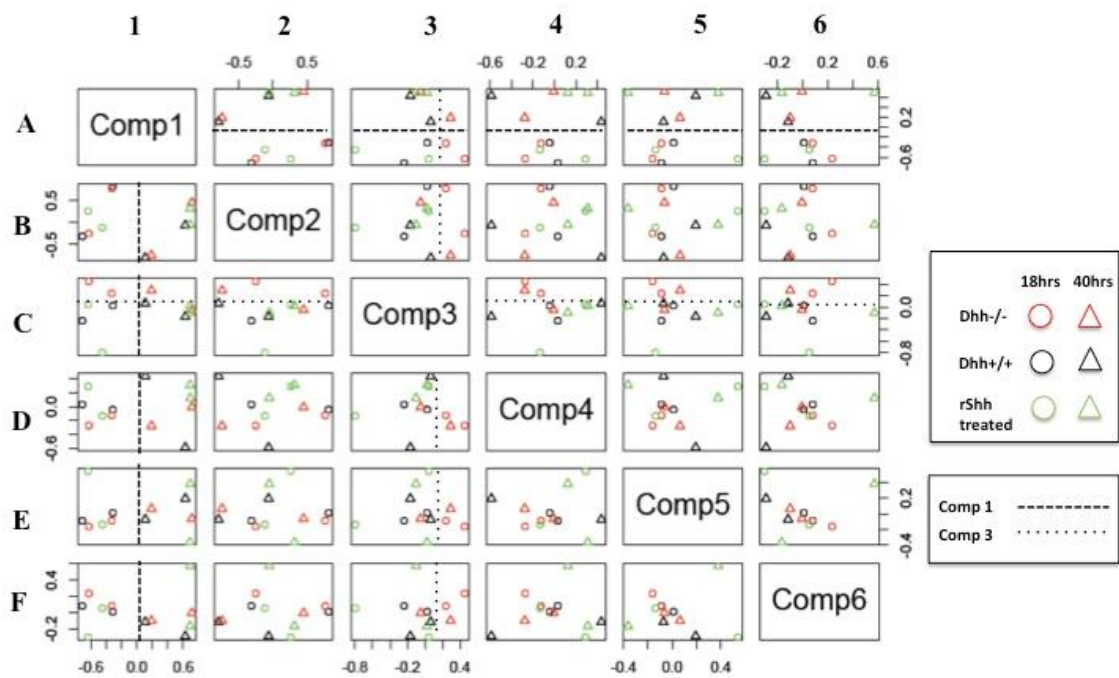 1 2 3 4 5 6
-0.5 0.5 -0.6 -0.2 0.2 -0.2 0.2 0.6
A Comp1 0.2 -0.6
B 0.5 -0.5 Comp2
C Comp3 0.0 -0.8
D 0.0 -0.6 Comp4
E Comp5 0.2 -0.4
F 0.4 -0.2 Comp6
-0.6 0.0 0.6 -0.8 0.0 0.4 -0.4 0.0 0.4
18hrs 40hrs
Dhh-/-
Dhh+/+
rShh
treated
Comp 1
Comp 3